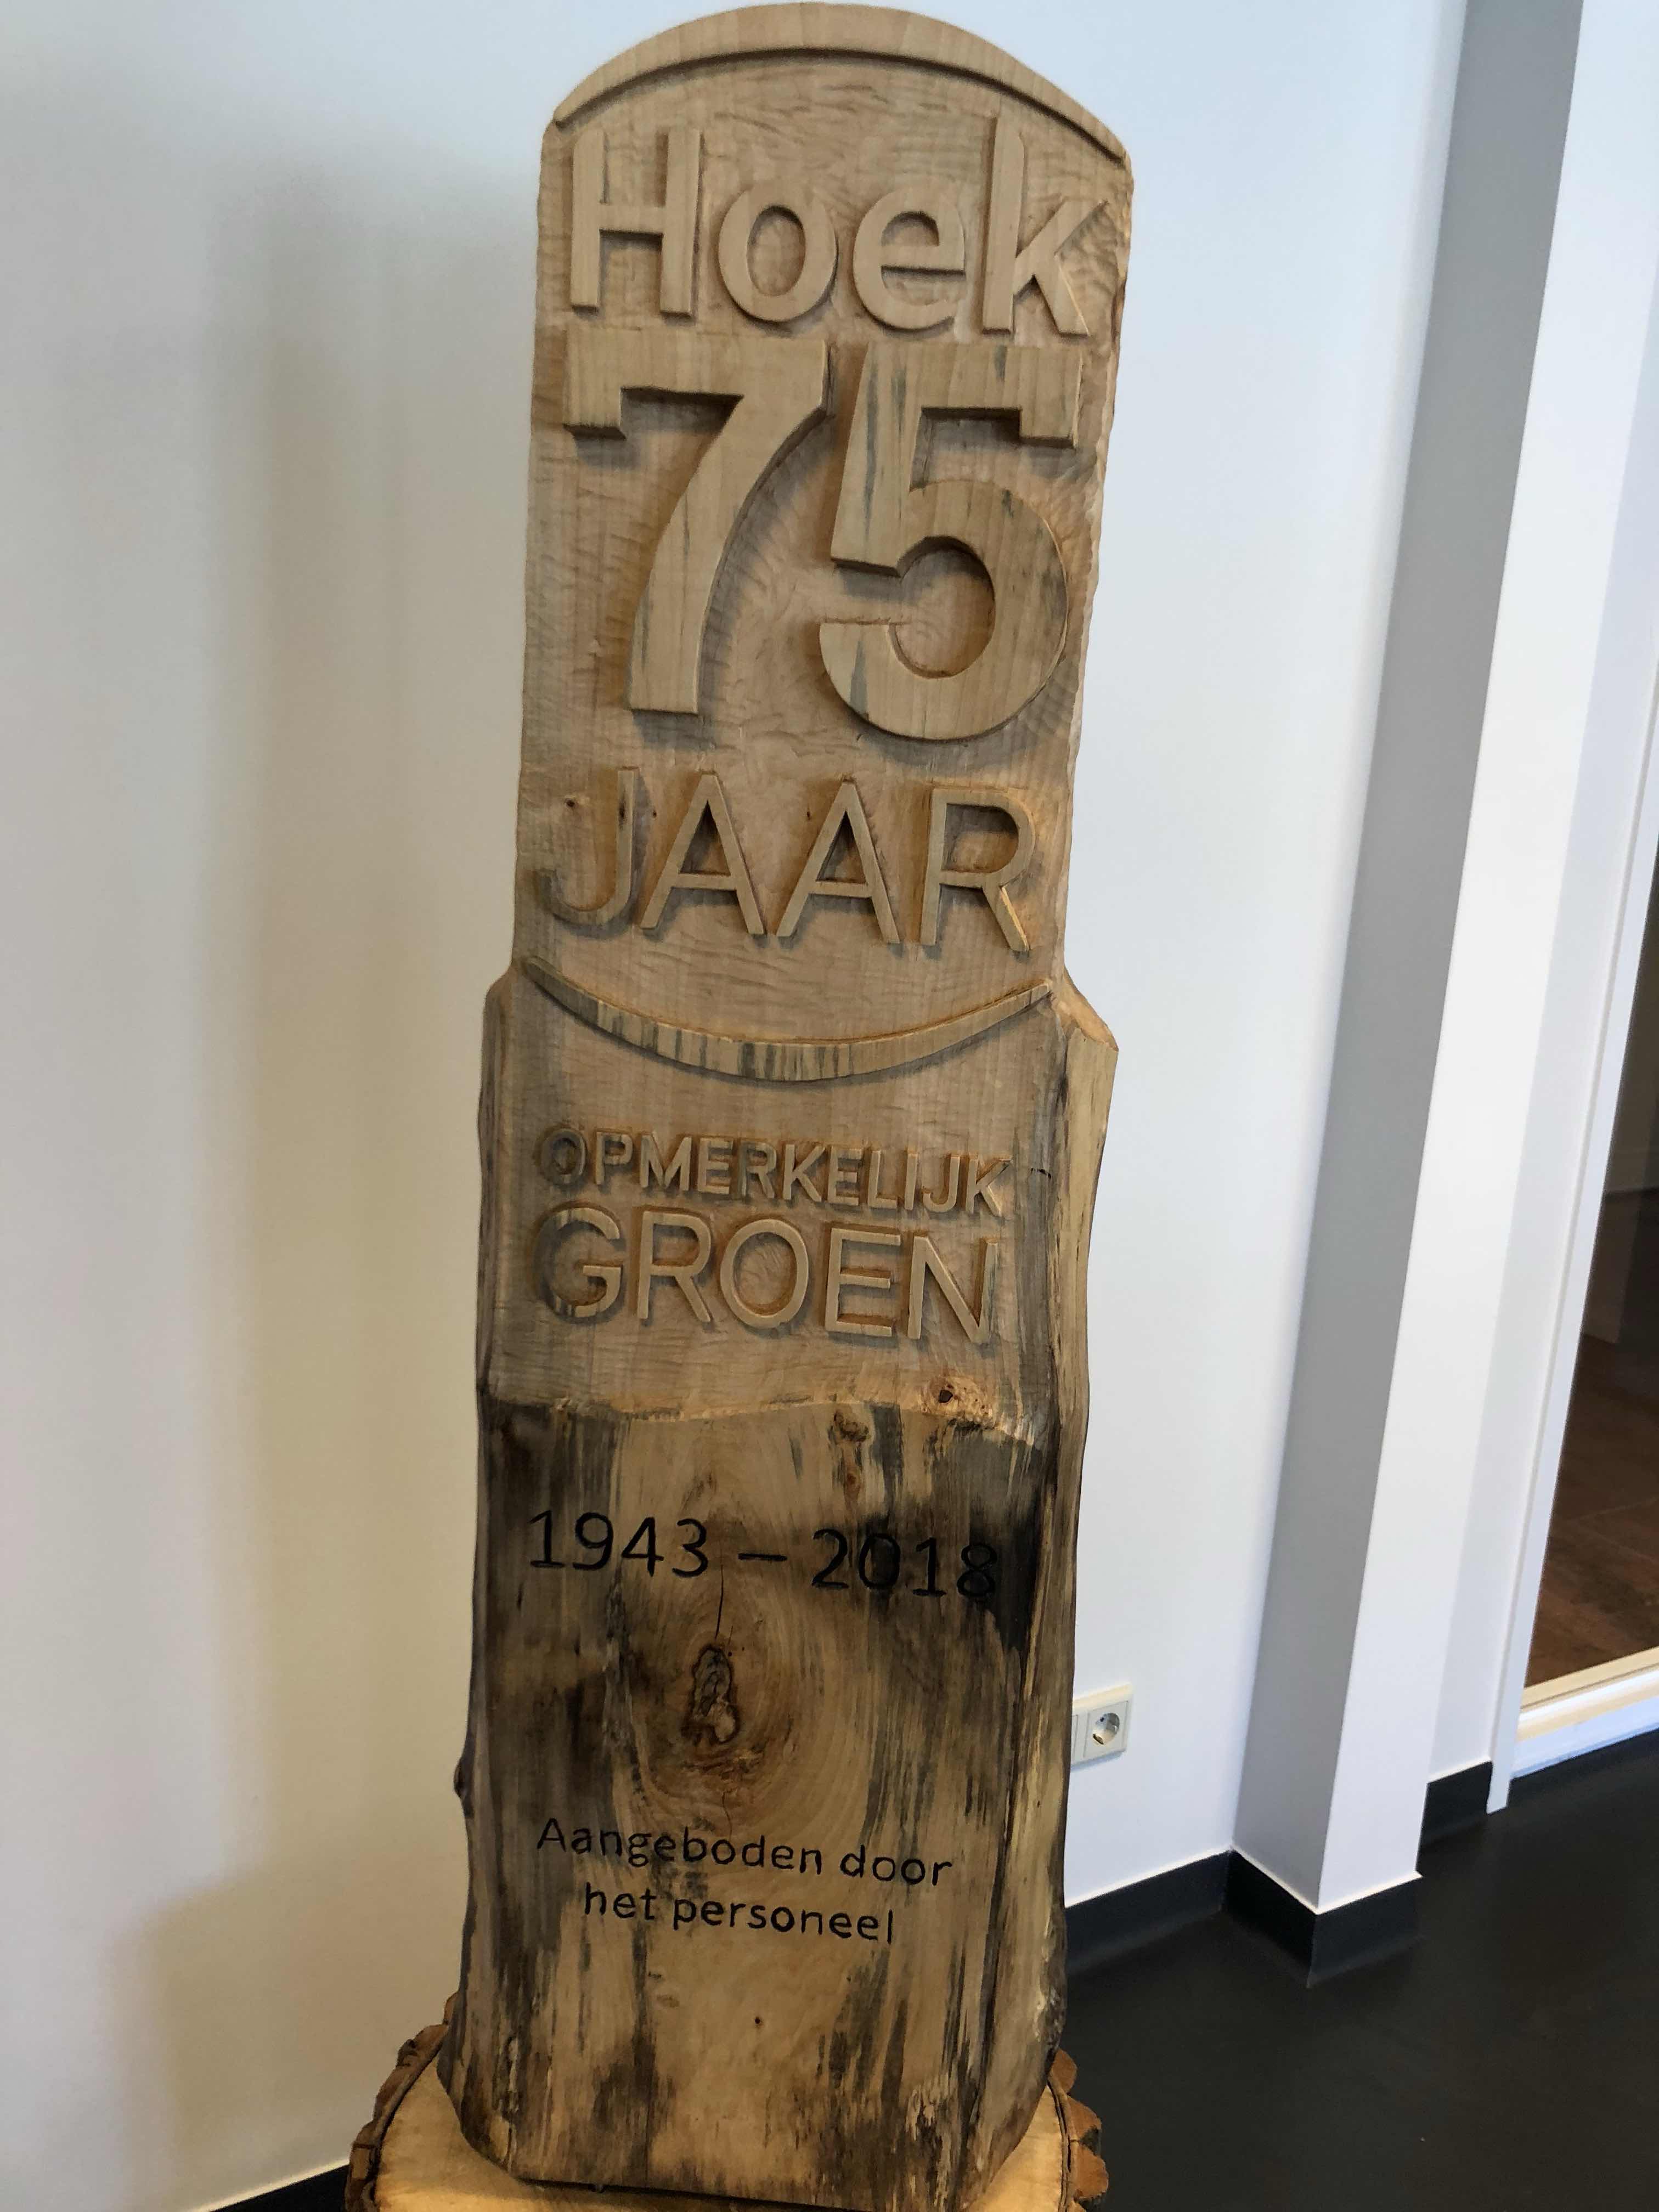 Hoek
75
JAAR
OPMERKELIJK
GROEN
1943 – 2018
Aangeboden door
het personeel